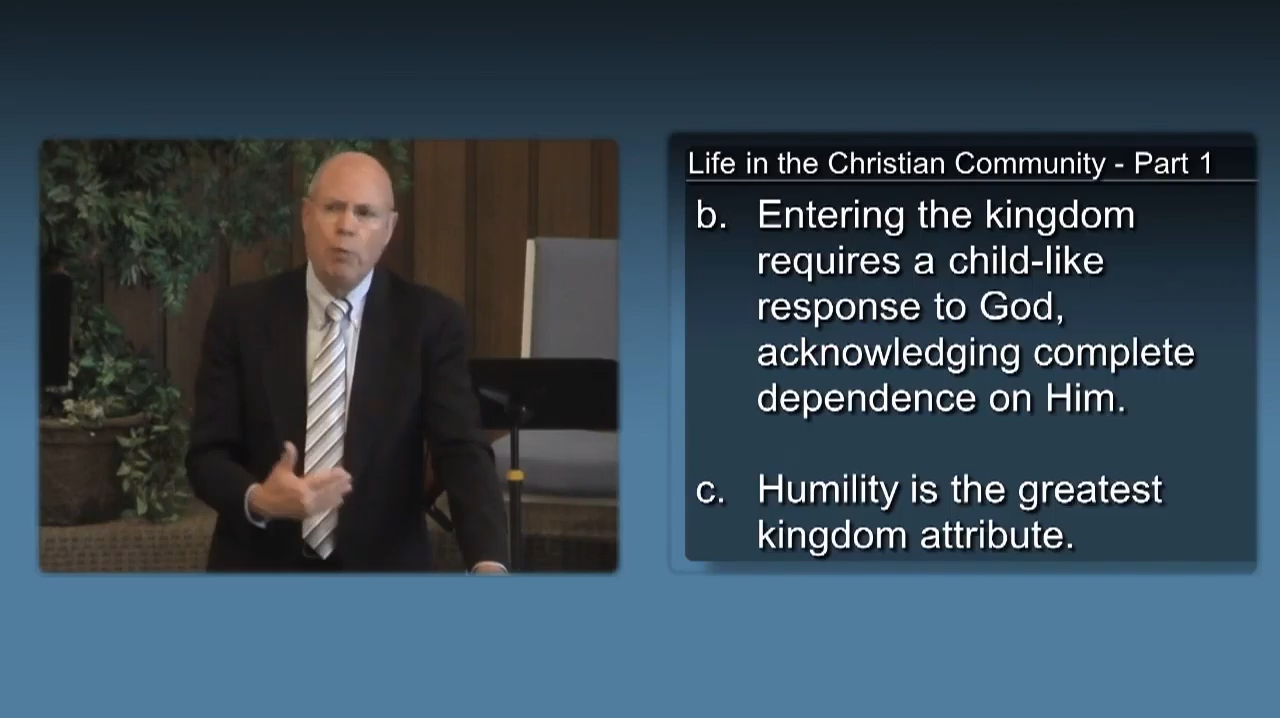 Life in the Christian Community - Part 1
b. Entering the kingdom
requires a child-like
response to God,
acknowledging complete
dependence on Him.
c. Humility is the greatest
kingdom attribute.